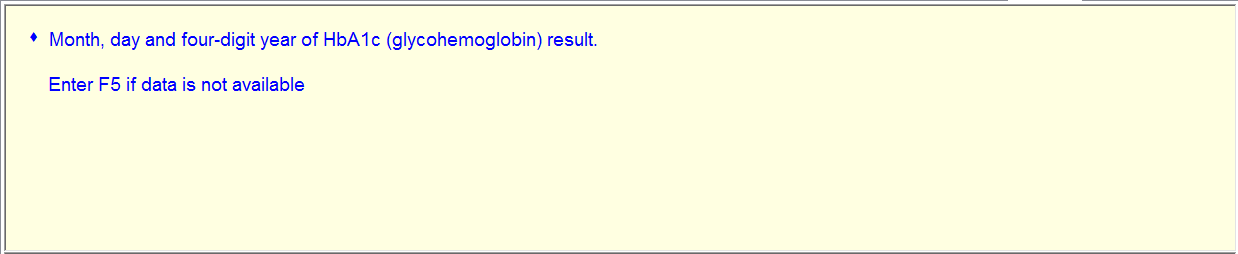 ♦ Month, day and four-digit year of HbA1c (glycohemoglobin) result.
Enter F5 if data is not available